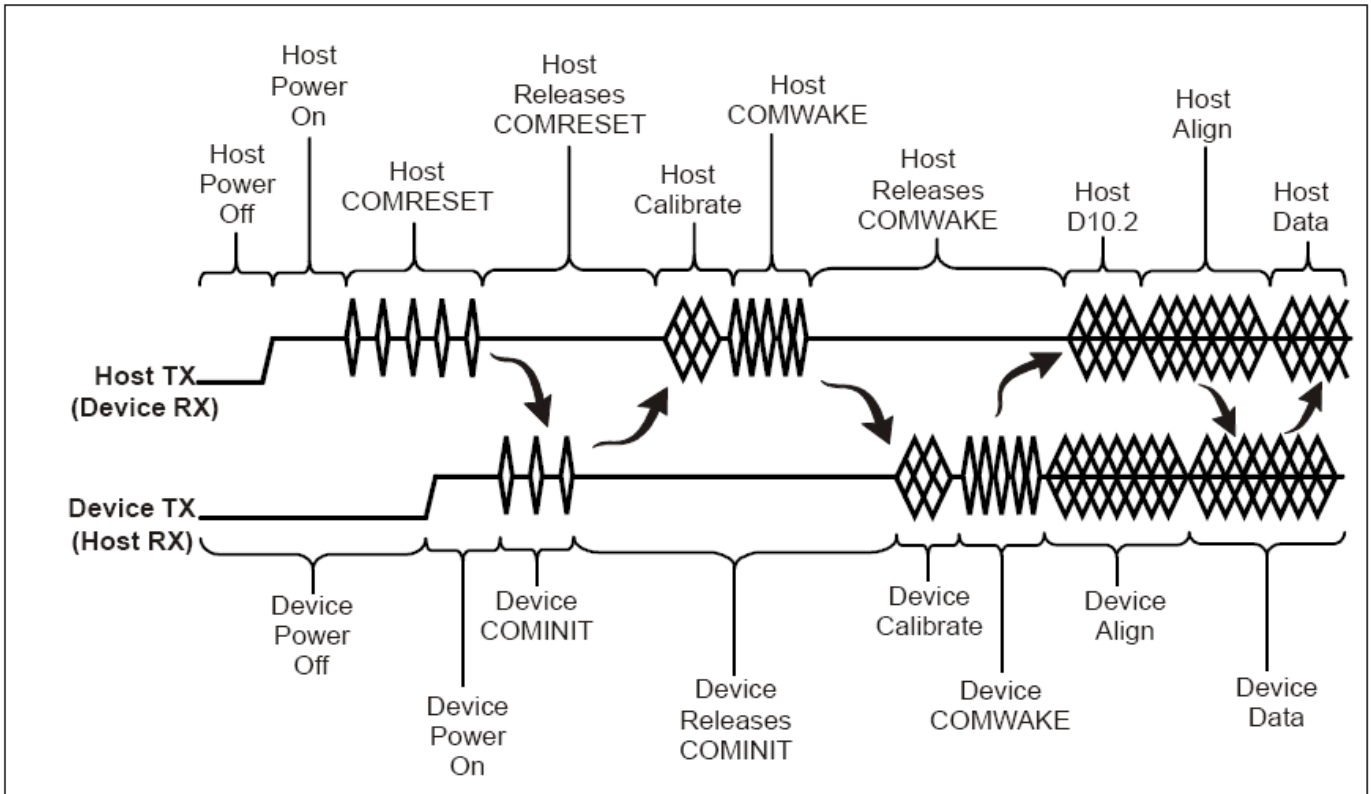 Host
Power
Off
Host
Power
On
Host
COMRESET
Host
Releases
COMRESET
Host
Calibrate
Host
COMWAKE
Host
Releases
COMWAKE
Host
D10.2
Host
Align
Host
Data
Host TX
(Device RX)
Device TX
(Host RX)
Device
Power
Off
Device
Power
On
Device
COMINIT
Device
Releases
COMINIT
Device
Calibrate
Device
COMWAKE
Device
Align
Device
Data